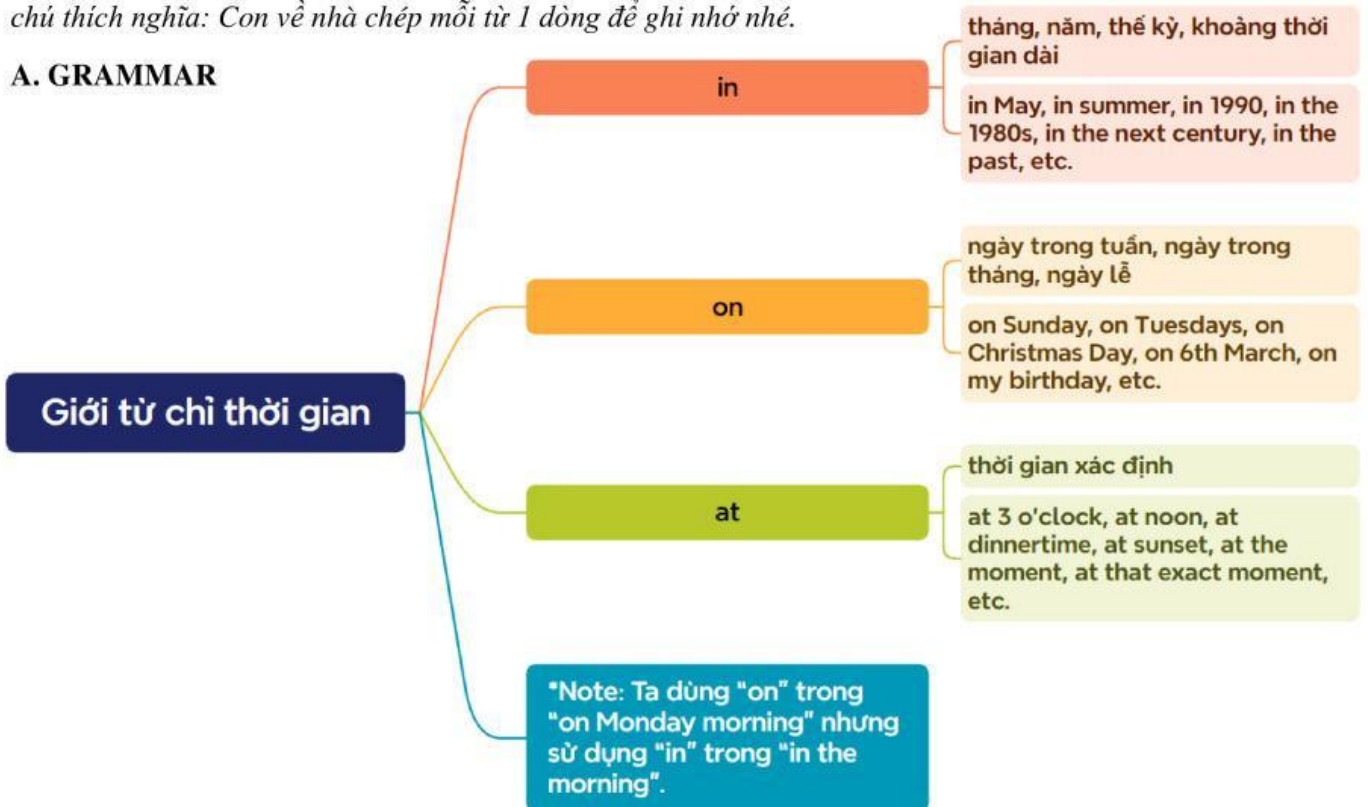 chú thích nghĩa: Con về nhà chép mỗi từ 1 dòng để ghi nhớ nhé.
A. GRAMMAR
Giới từ chỉ thời gian
in
tháng, năm, thế kỷ, khoảng thời
gian dài
in May, in summer, in 1990, in the
1980s, in the next century, in the
past, etc.
on
ngày trong tuần, ngày trong
tháng, ngày lễ
on Sunday, on Tuesdays, on
Christmas Day, on 6th March, on
my birthday, etc.
at
thời gian xác định
at 3 o'clock, at noon, at
dinnertime, at sunset, at the
moment, at that exact moment,
etc.
*Note: Ta dùng "on" trong
"on Monday morning" nhưng
sử dụng "in" trong "in the
morning".